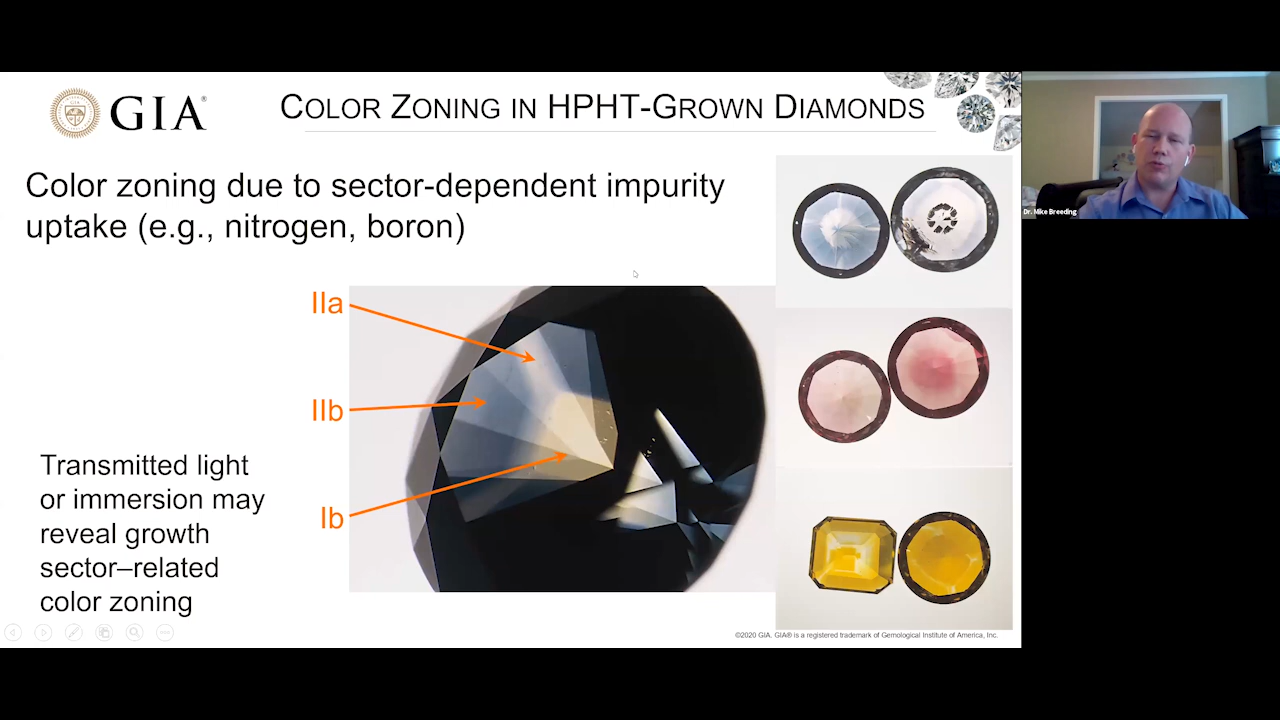 GIA®
COLOR ZONING IN HPHT-GROWN DIAMONDS
Color zoning due to sector-dependent impurity
uptake (e.g., nitrogen, boron)
IIa
IIb
Ib
Transmitted light
or immersion may
reveal growth
sector–related
color zoning
©2020 GIA. GIA® is a registered trademark of Gemological Institute of America, Inc.
Dr. Mike Breeding